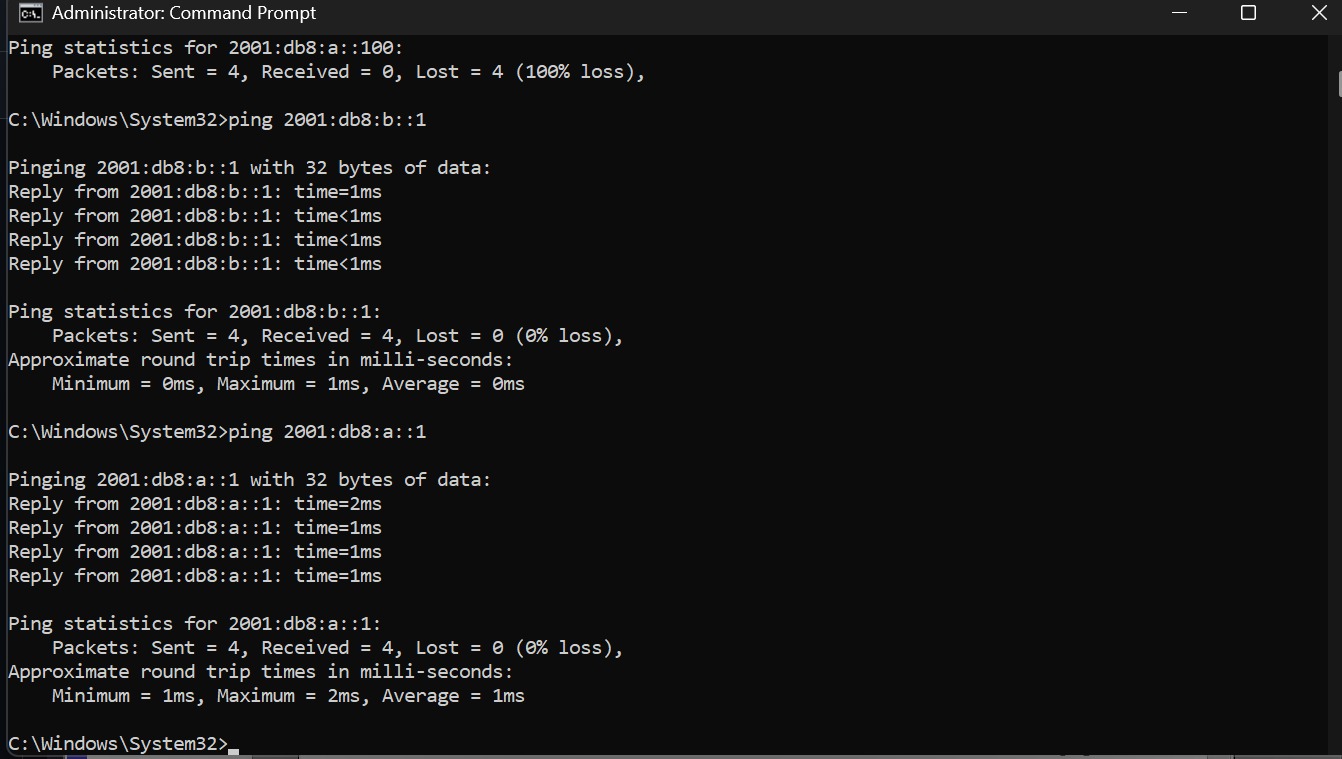 Administrator: Command Prompt
Ping statistics for 2001:db8:a::100:
    Packets: Sent = 4, Received = 0, Lost = 4 (100% loss),
C:\Windows\System32>ping 2001:db8:b::1
Pinging 2001:db8:b::1 with 32 bytes of data:
Reply from 2001:db8:b::1: time=1ms
Reply from 2001:db8:b::1: time<1ms
Reply from 2001:db8:b::1: time<1ms
Reply from 2001:db8:b::1: time<1ms
Ping statistics for 2001:db8:b::1:
    Packets: Sent = 4, Received = 4, Lost = 0 (0% loss),
Approximate round trip times in milli-seconds:
    Minimum = 0ms, Maximum = 1ms, Average = 0ms
C:\Windows\System32>ping 2001:db8:a::1
Pinging 2001:db8:a::1 with 32 bytes of data:
Reply from 2001:db8:a::1: time=2ms
Reply from 2001:db8:a::1: time=1ms
Reply from 2001:db8:a::1: time=1ms
Reply from 2001:db8:a::1: time=1ms
Ping statistics for 2001:db8:a::1:
    Packets: Sent = 4, Received = 4, Lost = 0 (0% loss),
Approximate round trip times in milli-seconds:
    Minimum = 1ms, Maximum = 2ms, Average = 1ms
C:\Windows\System32>